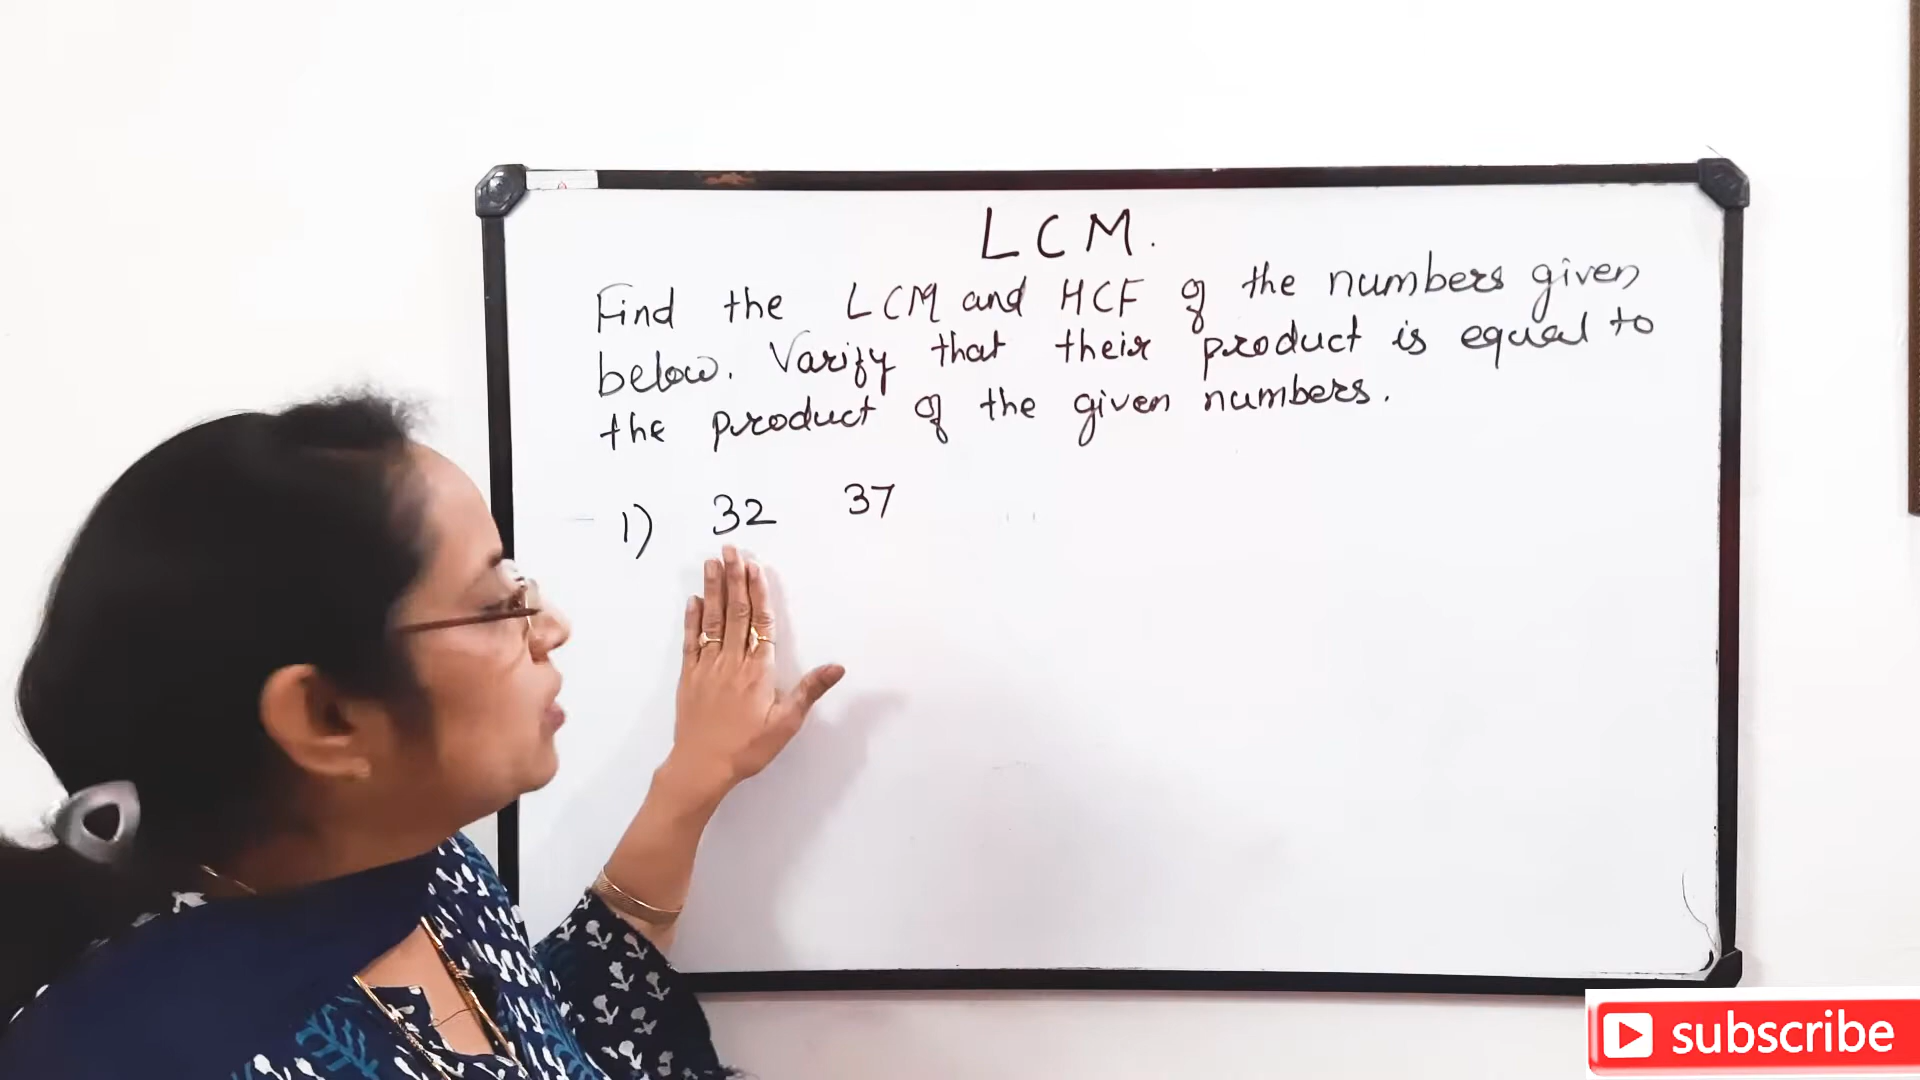 LCM.
Find the LCM and HCF of the numbers given
below. Varify that their product is equal to
the product of the given numbers.
1) 32 37
subscribe